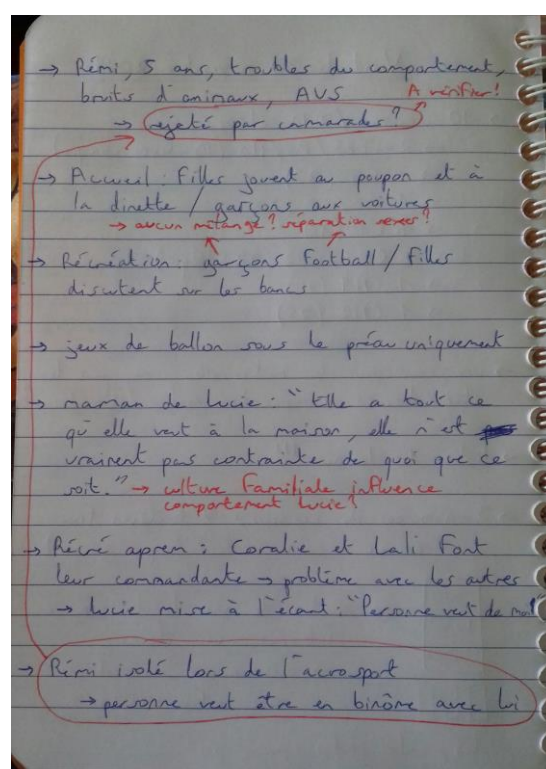 → Rémi, 5 ans, troubles du comportement,
bruits d'animaux, AVS A vérifier!
→ rejeté par camarades?
→ Accueil : Filles jouent au poupon et à
la dinette / garçons aux voitures
→ aucun mélange? séparation sexes?
→ Récréation : garçons Football / Filles
discutent sur les bancs
→ jeux de ballon sous le préau uniquement
→ maman de Lucie : "Elle a tout ce
qu'elle veut à la maison, elle n'est
vraiment pas contrainte de quoi que ce
soit." → culture Familiale influence
comportement Lucie?
→ Récré aprem : Coralie et Lali Font
leur commandante → problème avec les autres
→ Lucie mise à l'écart : "Personne veut de moi"
→ Rémi isolé lors de l'acrosport
→ personne veut être en binôme avec lui